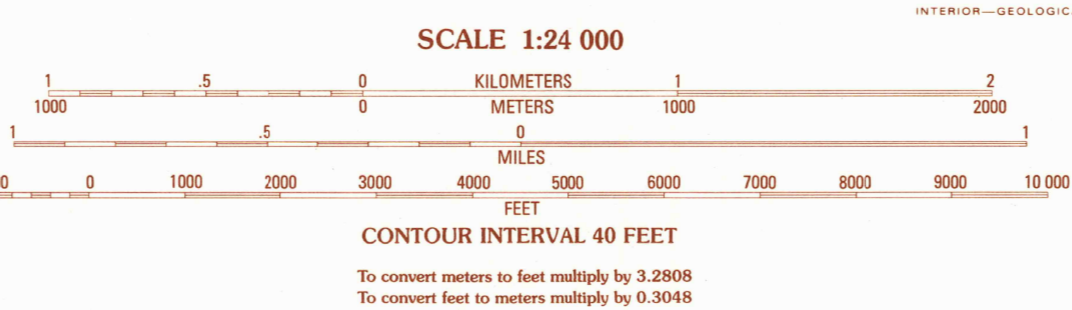 INTERIOR—GEOLOGIC
SCALE 1:24 000
1 .5 0 KILOMETERS 1 2
1000 0 METERS 1000 2000
1 .5 0 1
MILES
0 0 1000 2000 3000 4000 5000 6000 7000 8000 9000 10 000
FEET
CONTOUR INTERVAL 40 FEET
To convert meters to feet multiply by 3.2808
To convert feet to meters multiply by 0.3048